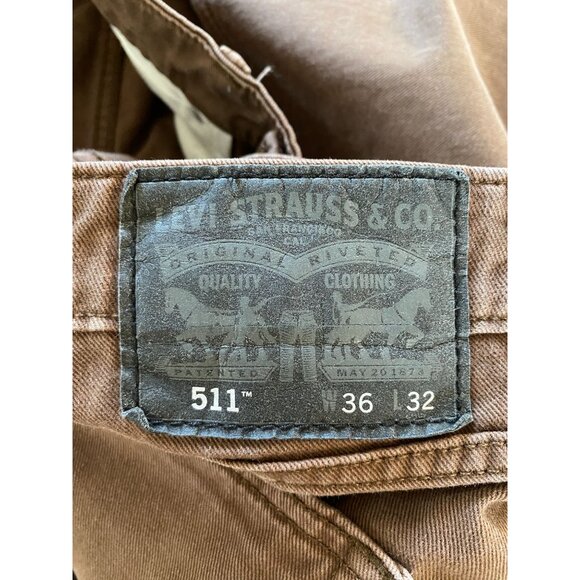 LEVI STRAUSS & CO.
SAN FRANCISCO
CAL
ORIGINAL RIVETED
QUALITY CLOTHING
PATENTED MAY 20 1873
511™ W 36 L 32